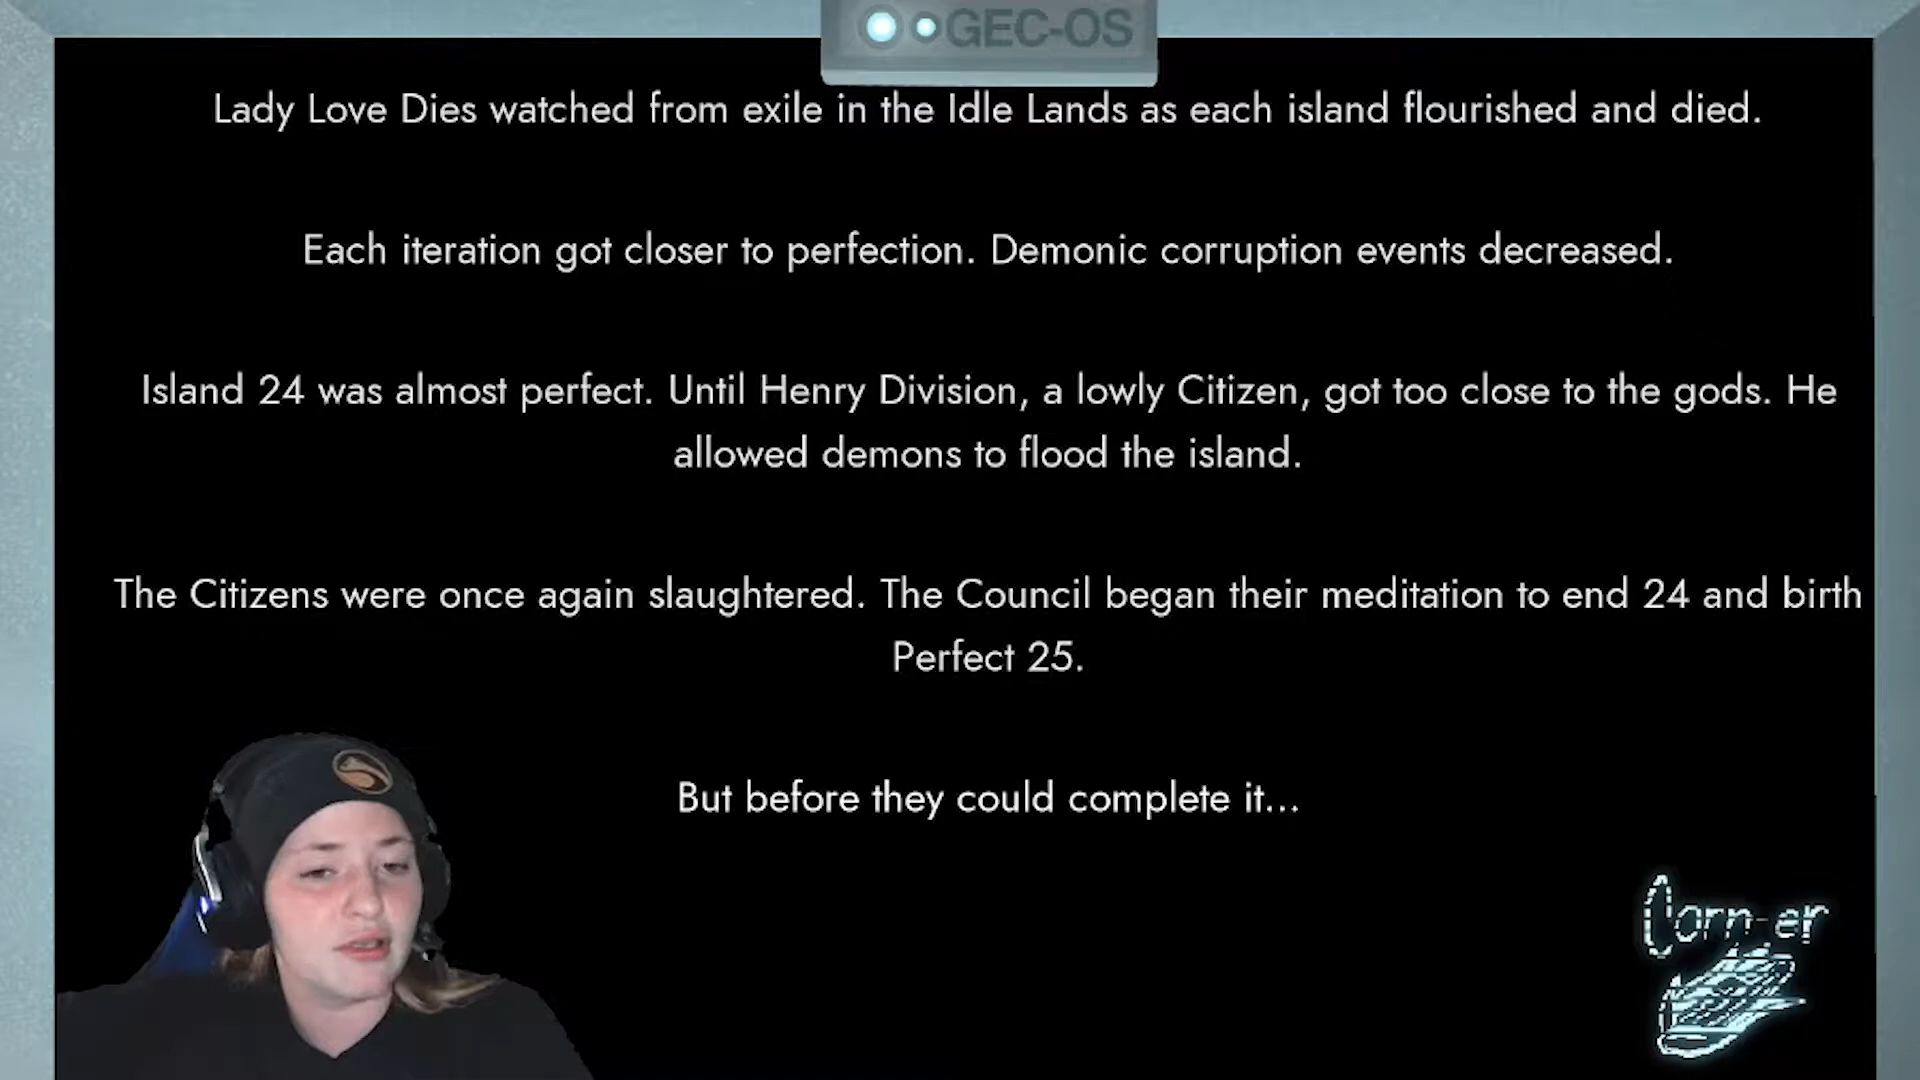 GEC-OS
Lady Love Dies watched from exile in the Idle Lands as each island flourished and died.
Each iteration got closer to perfection. Demonic corruption events decreased.
Island 24 was almost perfect. Until Henry Division, a lowly Citizen, got too close to the gods. He
allowed demons to flood the island.
The Citizens were once again slaughtered. The Council began their meditation to end 24 and birth
Perfect 25.
But before they could complete it...
Corn-er